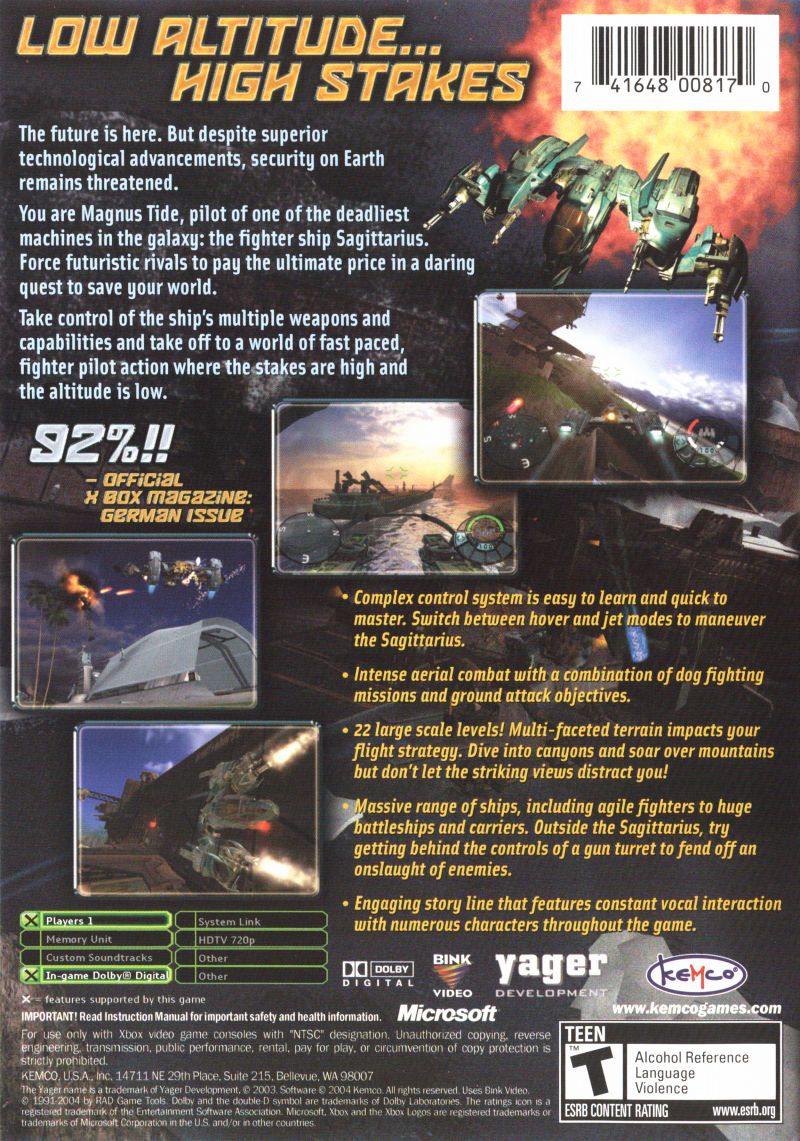 LOW ALTITUDE...
HIGH STAKES
7 41648 00817 0
The future is here. But despite superior
technological advancements, security on Earth
remains threatened.
You are Magnus Tide, pilot of one of the deadliest
machines in the galaxy: the fighter ship Sagittarius.
Force futuristic rivals to pay the ultimate price in a daring
quest to save your world.
Take control of the ship's multiple weapons and
capabilities and take off to a world of fast paced,
fighter pilot action where the stakes are high and
the altitude is low.
92%!!
– OFFICIAL
X BOX MAGAZINE:
GERMAN ISSUE
• Complex control system is easy to learn and quick to
master. Switch between hover and jet modes to maneuver
the Sagittarius.
• Intense aerial combat with a combination of dog fighting
missions and ground attack objectives.
• 22 large scale levels! Multi-faceted terrain impacts your
flight strategy. Dive into canyons and soar over mountains
but don't let the striking views distract you!
• Massive range of ships, including agile fighters to huge
battleships and carriers. Outside the Sagittarius, try
getting behind the controls of a gun turret to fend off an
onslaught of enemies.
• Engaging story line that features constant vocal interaction
with numerous characters throughout the game.
X Players 1 System Link
Memory Unit HDTV 720p
Custom Soundtracks Other
X In-game Dolby® Digital Other
X = features supported by this game
DOLBY
DIGITAL
BINK
VIDEO
yager
DEVELOPMENT
KEMCO
www.kemcogames.com
IMPORTANT! Read Instruction Manual for important safety and health information.
Microsoft
For use only with Xbox video game consoles with "NTSC" designation. Unauthorized copying, reverse
engineering, transmission, public performance, rental, pay for play, or circumvention of copy protection is
strictly prohibited.
KEMCO, U.S.A., Inc. 14711 NE 29th Place, Suite 215, Bellevue, WA 98007
The Yager name is a trademark of Yager Development, © 2003. Software © 2004 Kemco. All rights reserved. Uses Bink Video.
© 1991-2004 by RAD Game Tools. Dolby and the double-D symbol are trademarks of Dolby Laboratories. The ratings icon is a
registered trademark of the Entertainment Software Association. Microsoft, Xbox and the Xbox Logos are registered trademarks or
trademarks of Microsoft Corporation in the U.S. and/or in other countries.
TEEN
T
TM
Alcohol Reference
Language
Violence
ESRB CONTENT RATING www.esrb.org